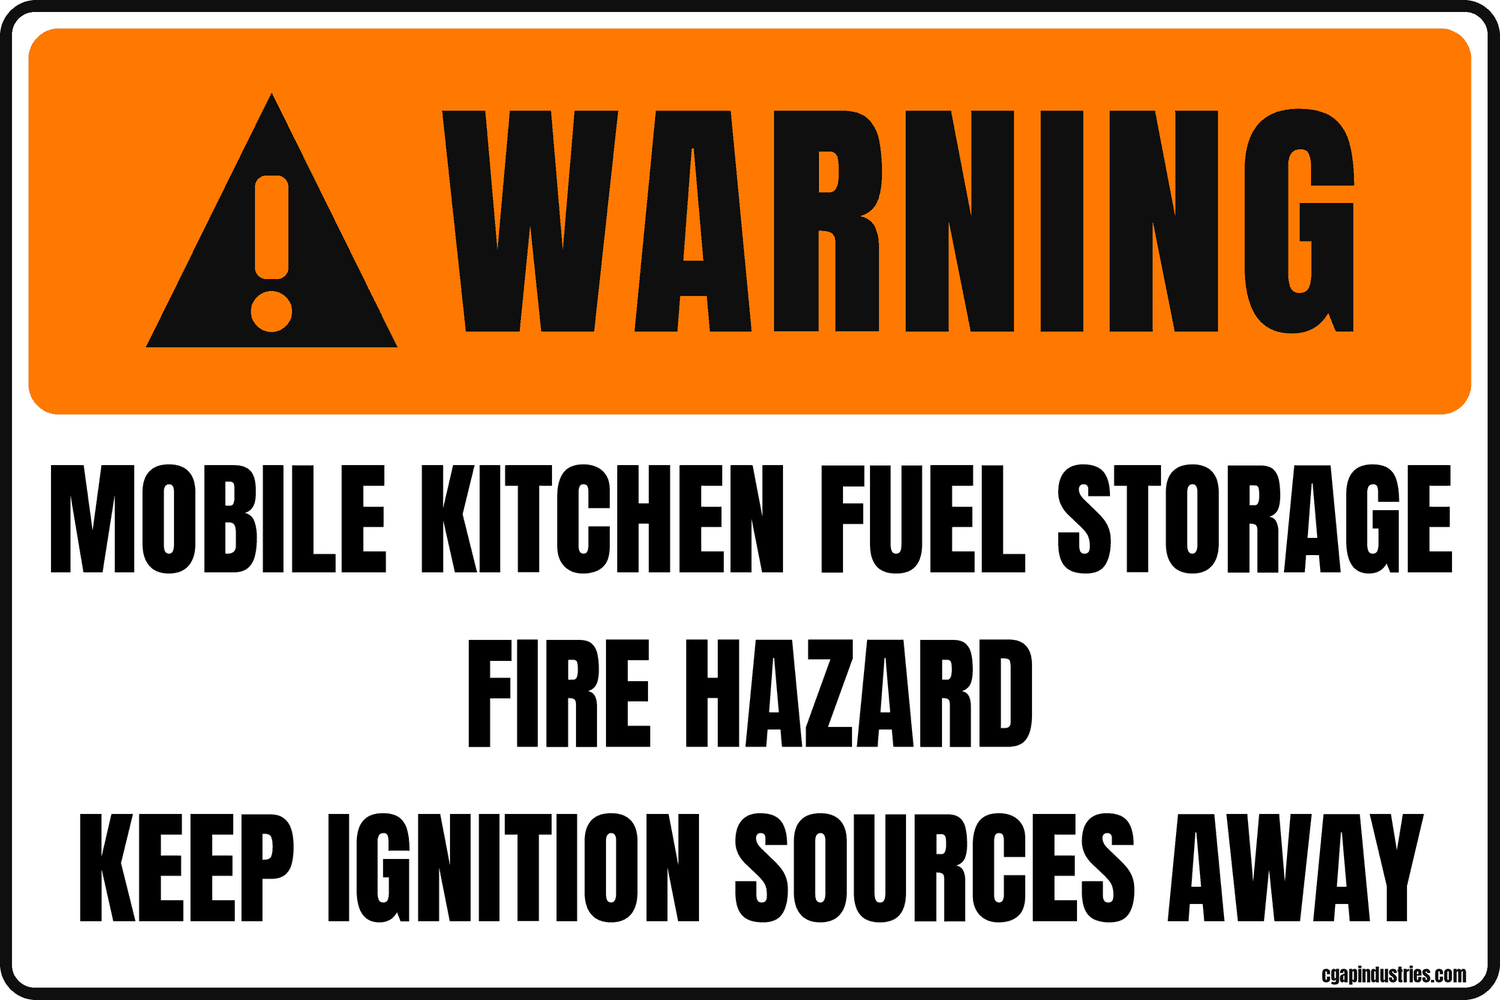 WARNING
MOBILE KITCHEN FUEL STORAGE
FIRE HAZARD
KEEP IGNITION SOURCES AWAY
cgapindustries.com